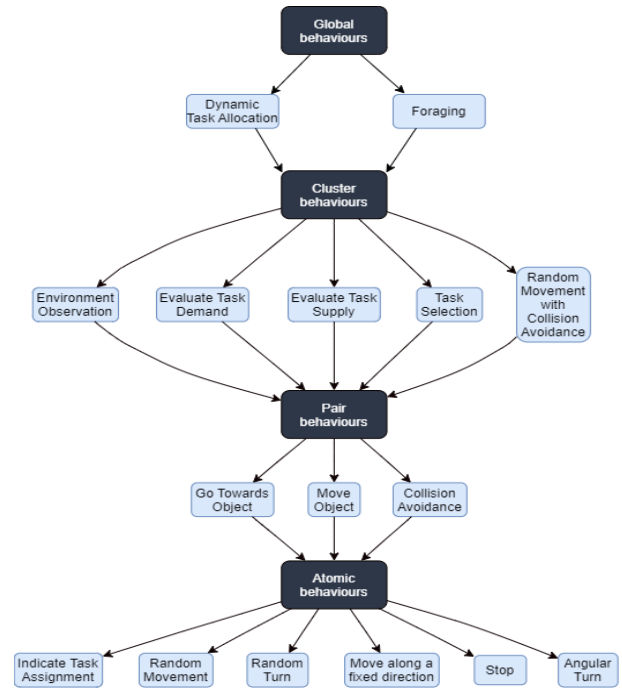 Global
behaviours
Dynamic
Task Allocation
Foraging
Cluster
behaviours
Environment
Observation
Evaluate Task
Demand
Evaluate Task
Supply
Task
Selection
Random
Movement
with
Collision
Avoidance
Pair
behaviours
Go Towards
Object
Move
Object
Collision
Avoidance
Atomic
behaviours
Indicate Task
Assignment
Random
Movement
Random
Turn
Move along a
fixed direction
Stop
Angular
Turn